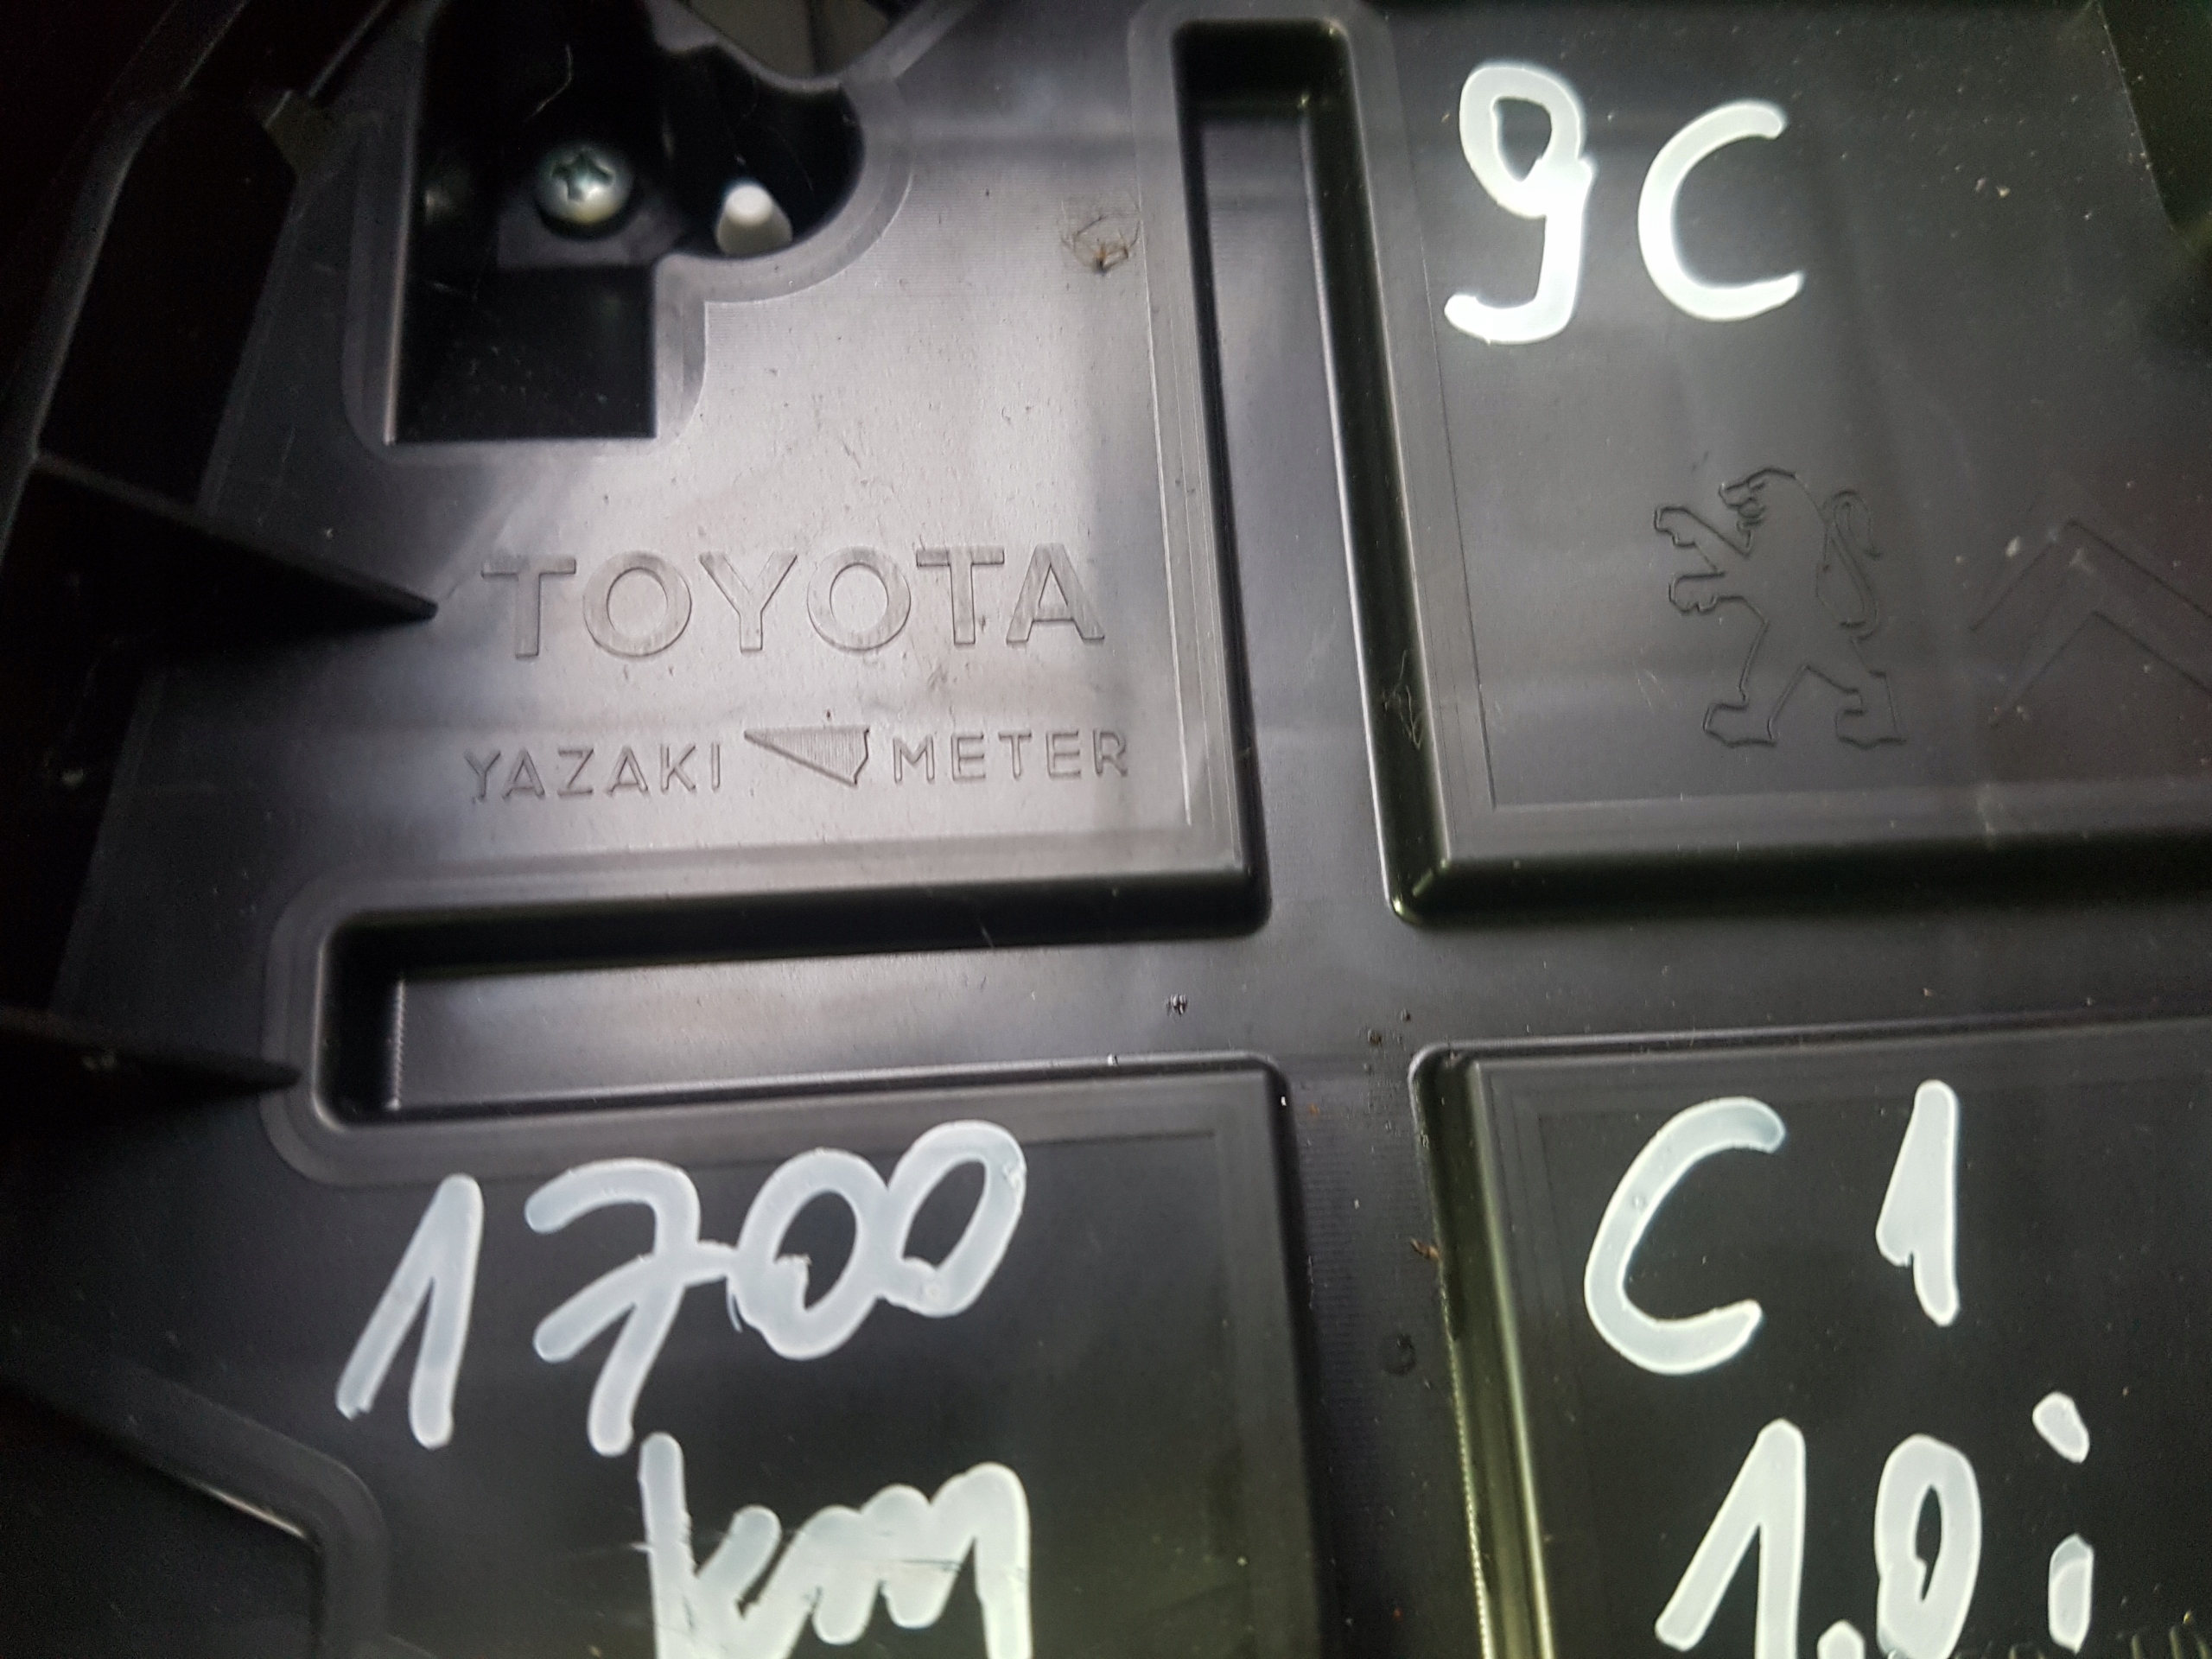 9C
TOYOTA
YAZAKI METER
1700
km
C1
1.0i